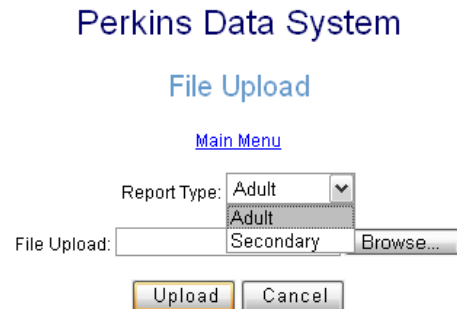 Perkins Data System
File Upload
Main Menu
Report Type: Adult
Adult
Secondary
File Upload: Browse...
Upload Cancel